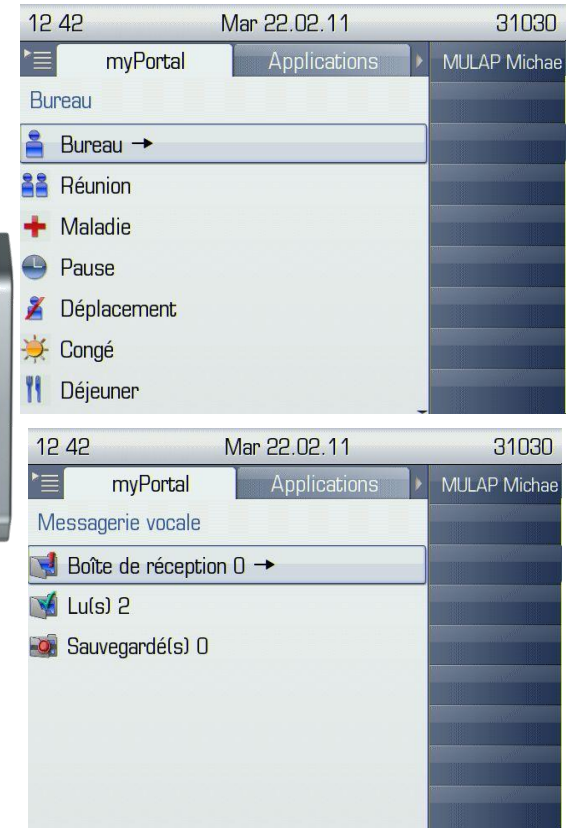 12 42 Mar 22.02.11 31030
myPortal Applications MULAP Michae
Bureau
Bureau →
Réunion
Maladie
Pause
Déplacement
Congé
Déjeuner
12 42 Mar 22.02.11 31030
myPortal Applications MULAP Michae
Messagerie vocale
Boîte de réception 0 →
Lu(s) 2
Sauvegardé(s) 0